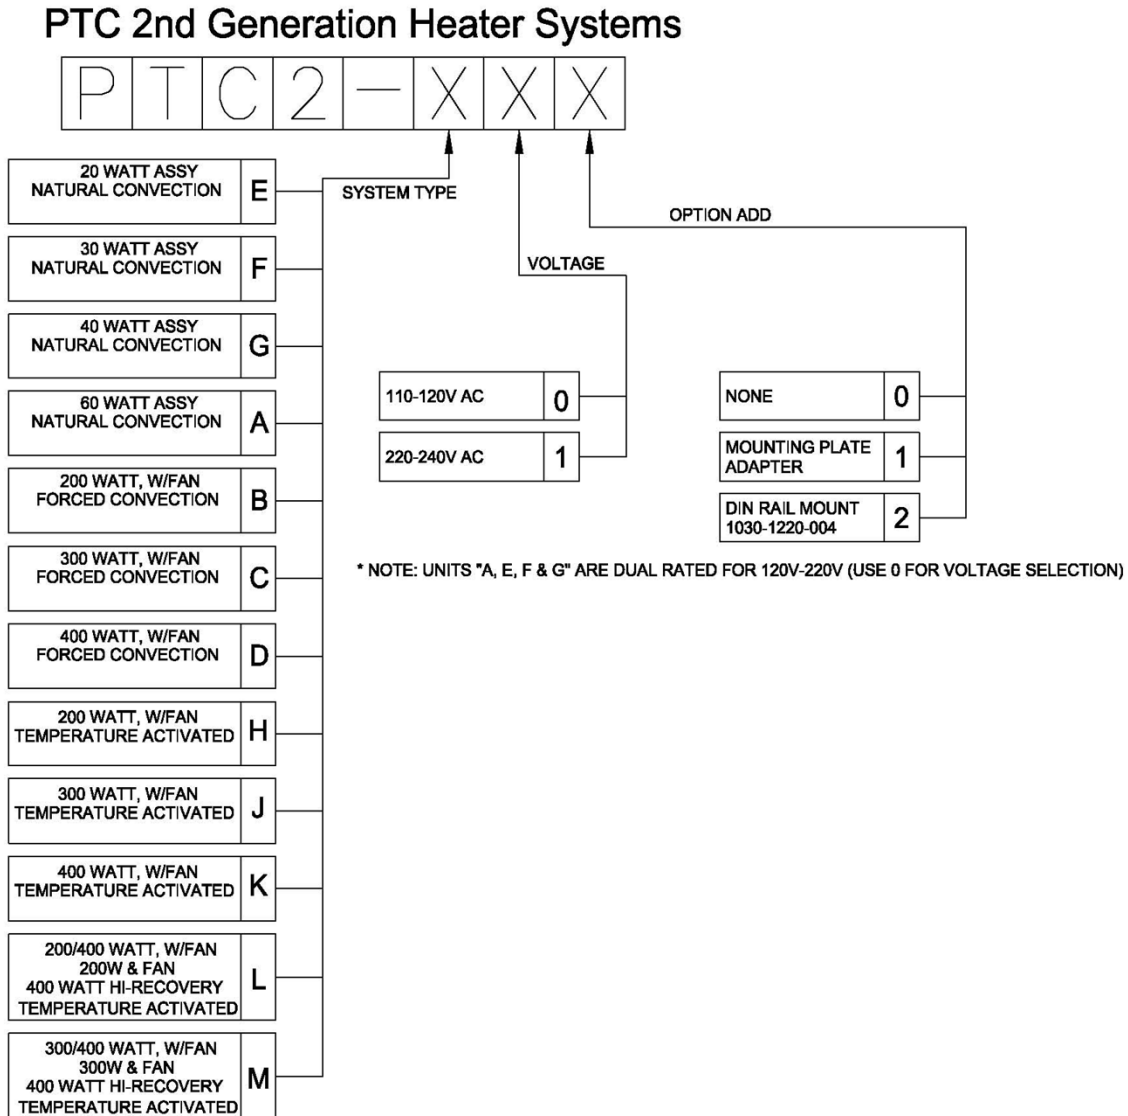 PTC 2nd Generation Heater Systems
PTC2-XXX
SYSTEM TYPE
VOLTAGE
OPTION ADD
20 WATT ASSY
NATURAL CONVECTION
E
30 WATT ASSY
NATURAL CONVECTION
F
40 WATT ASSY
NATURAL CONVECTION
G
60 WATT ASSY
NATURAL CONVECTION
A
200 WATT, W/FAN
FORCED CONVECTION
B
300 WATT, W/FAN
FORCED CONVECTION
C
400 WATT, W/FAN
FORCED CONVECTION
D
200 WATT, W/FAN
TEMPERATURE ACTIVATED
H
300 WATT, W/FAN
TEMPERATURE ACTIVATED
J
400 WATT, W/FAN
TEMPERATURE ACTIVATED
K
200/400 WATT, W/FAN
200W & FAN
400 WATT HI-RECOVERY
TEMPERATURE ACTIVATED
L
300/400 WATT, W/FAN
300W & FAN
400 WATT HI-RECOVERY
TEMPERATURE ACTIVATED
M
110-120V AC 0
220-240V AC 1
NONE 0
MOUNTING PLATE
ADAPTER
1
DIN RAIL MOUNT
1030-1220-004
2
* NOTE: UNITS "A, E, F & G" ARE DUAL RATED FOR 120V-220V (USE 0 FOR VOLTAGE SELECTION)